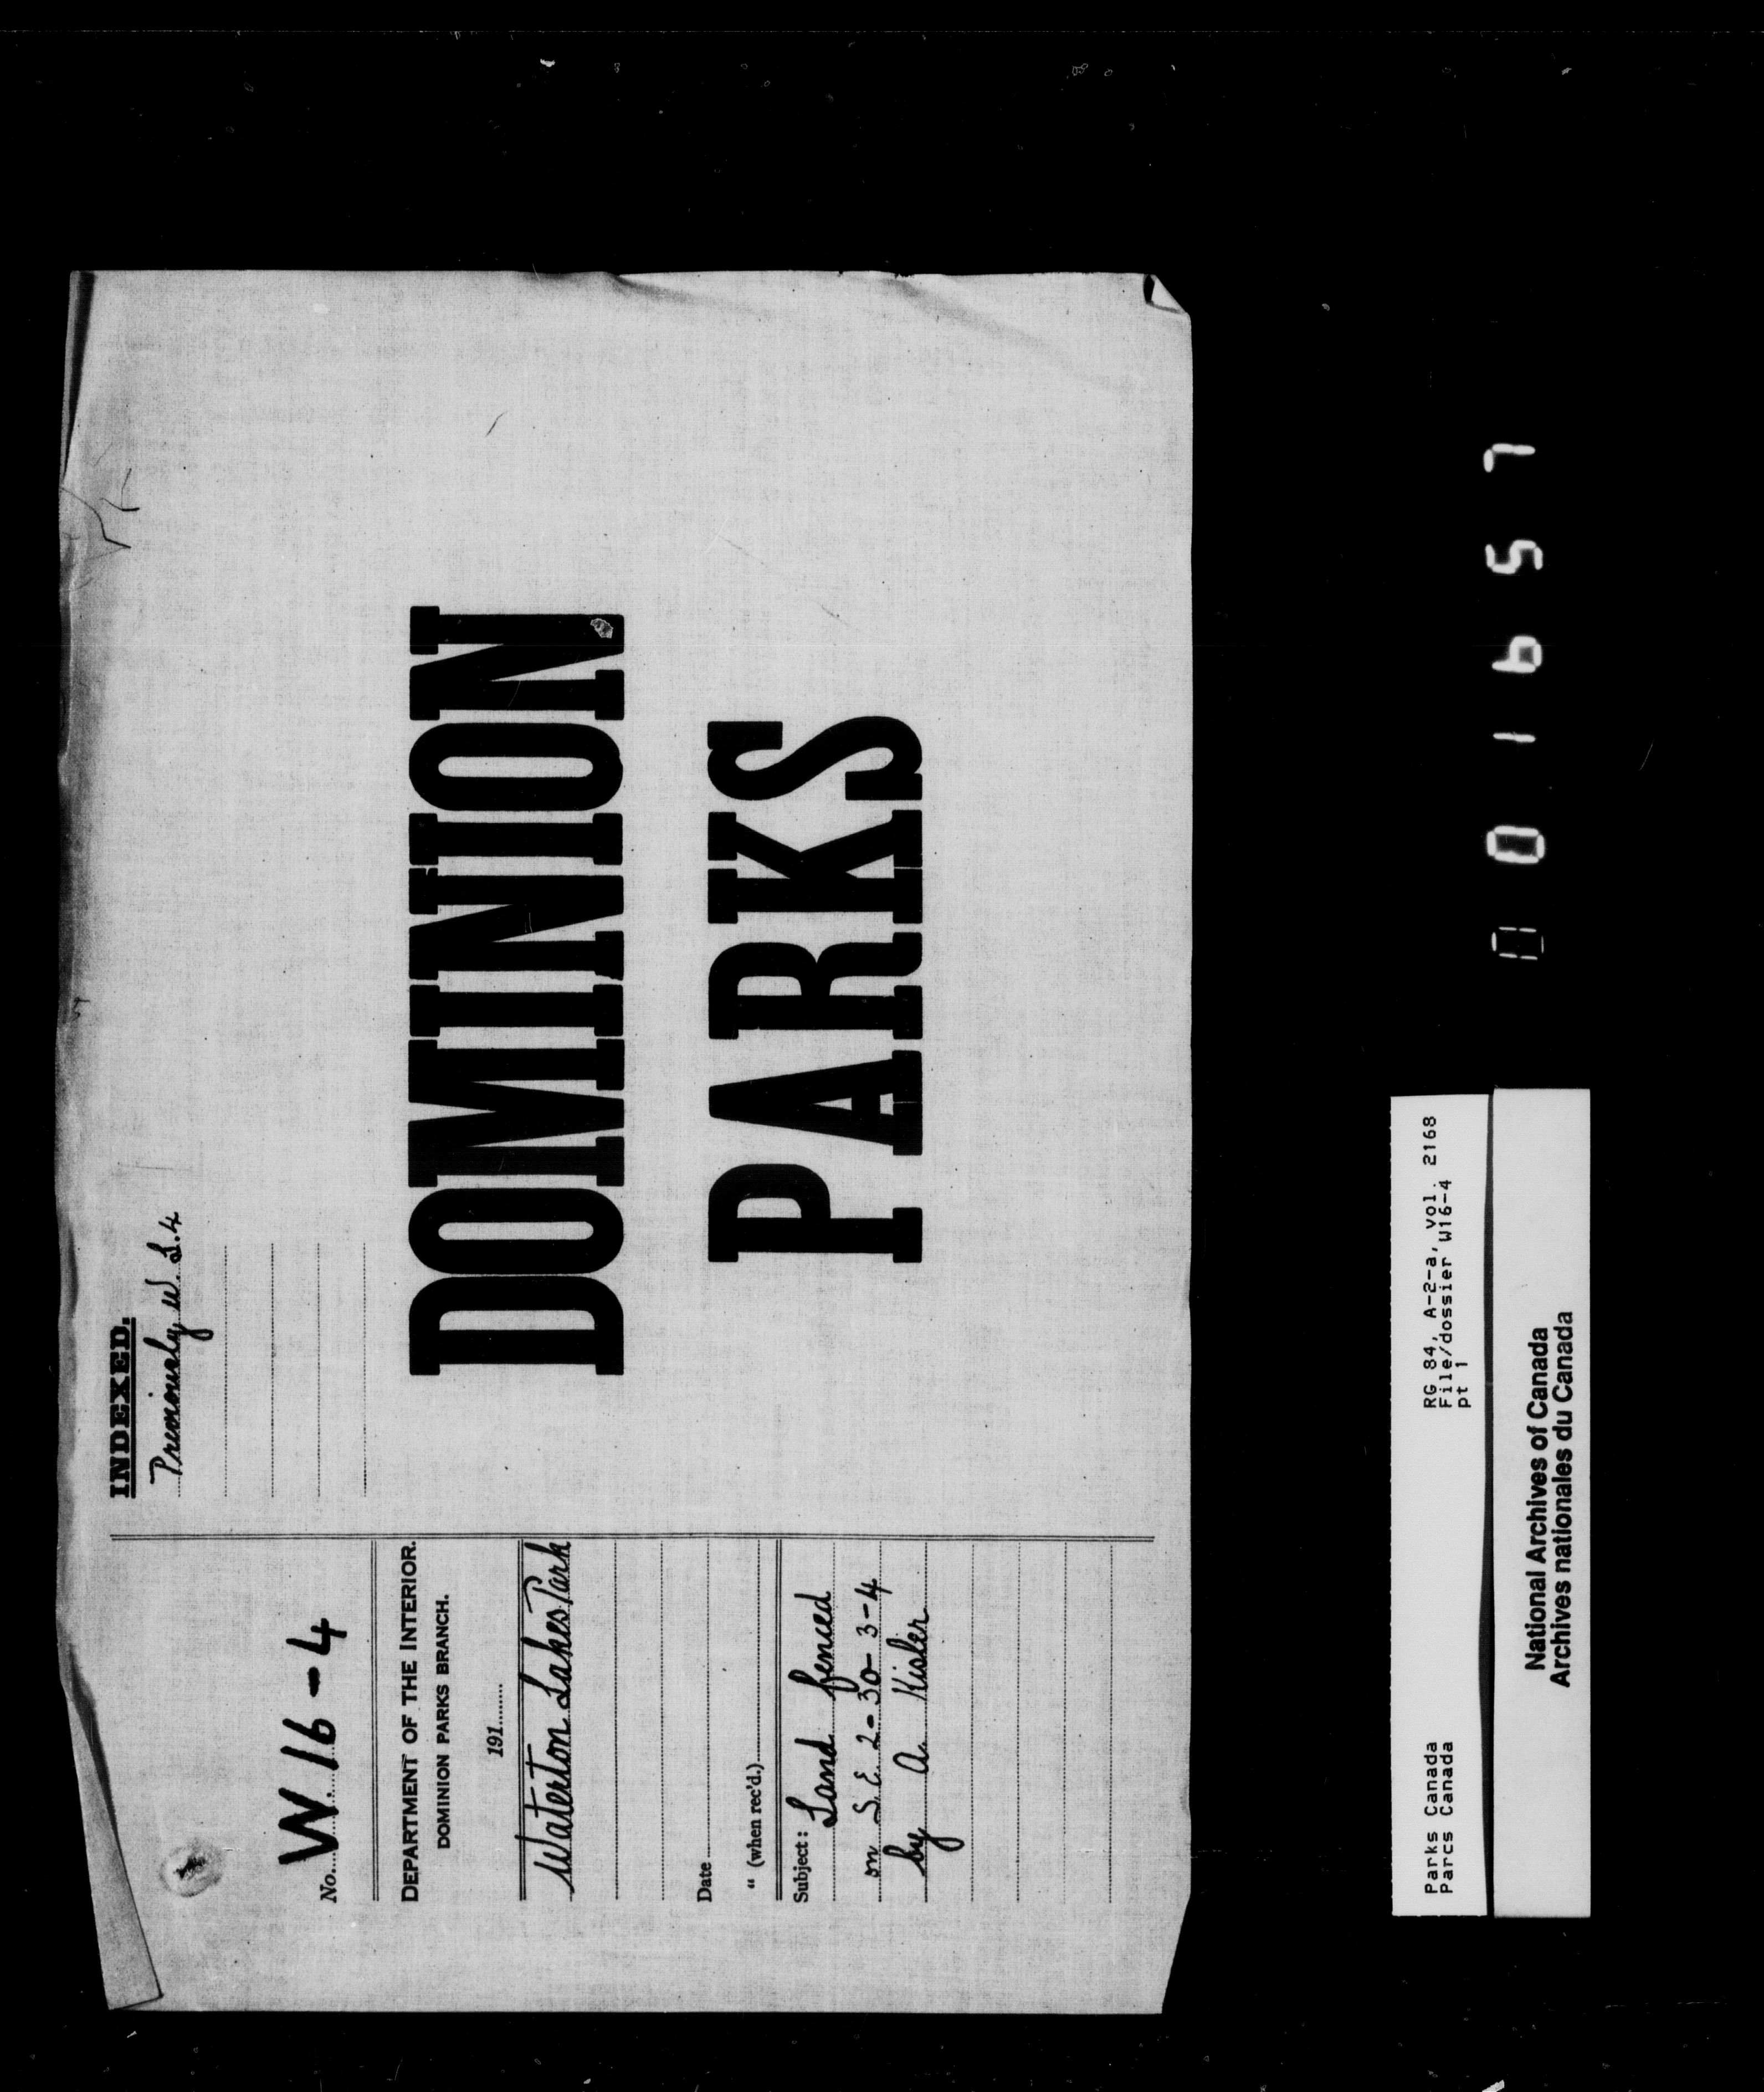 No. W.16-4
DEPARTMENT OF THE INTERIOR.
DOMINION PARKS BRANCH.
191
Waterton Lakes Park
Date
" (when rec'd.)
Subject: Land fenced
on S.E. 2-30-3-4
by A. Kisler
INDEXED.
Previously W. S.4
DOMINION
PARKS
Parks Canada
Parcs Canada
RG 84, A-2-a, vol. 2168
File/dossier W16-4
pt 1
National Archives of Canada
Archives nationales du Canada
001657